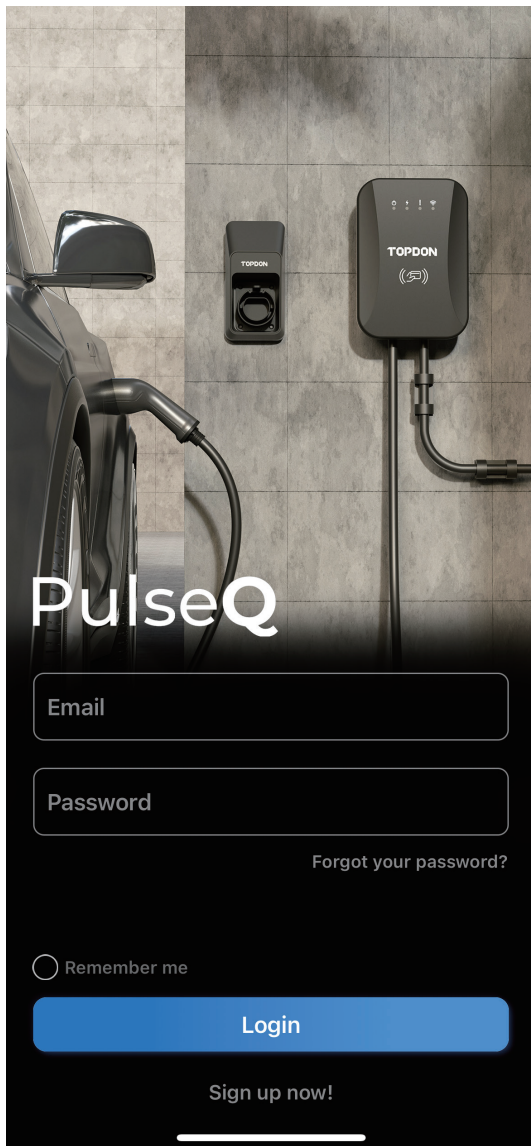 TOPDON
TOPDON
PulseQ
Email
Password
Forgot your password?
Remember me
Login
Sign up now!